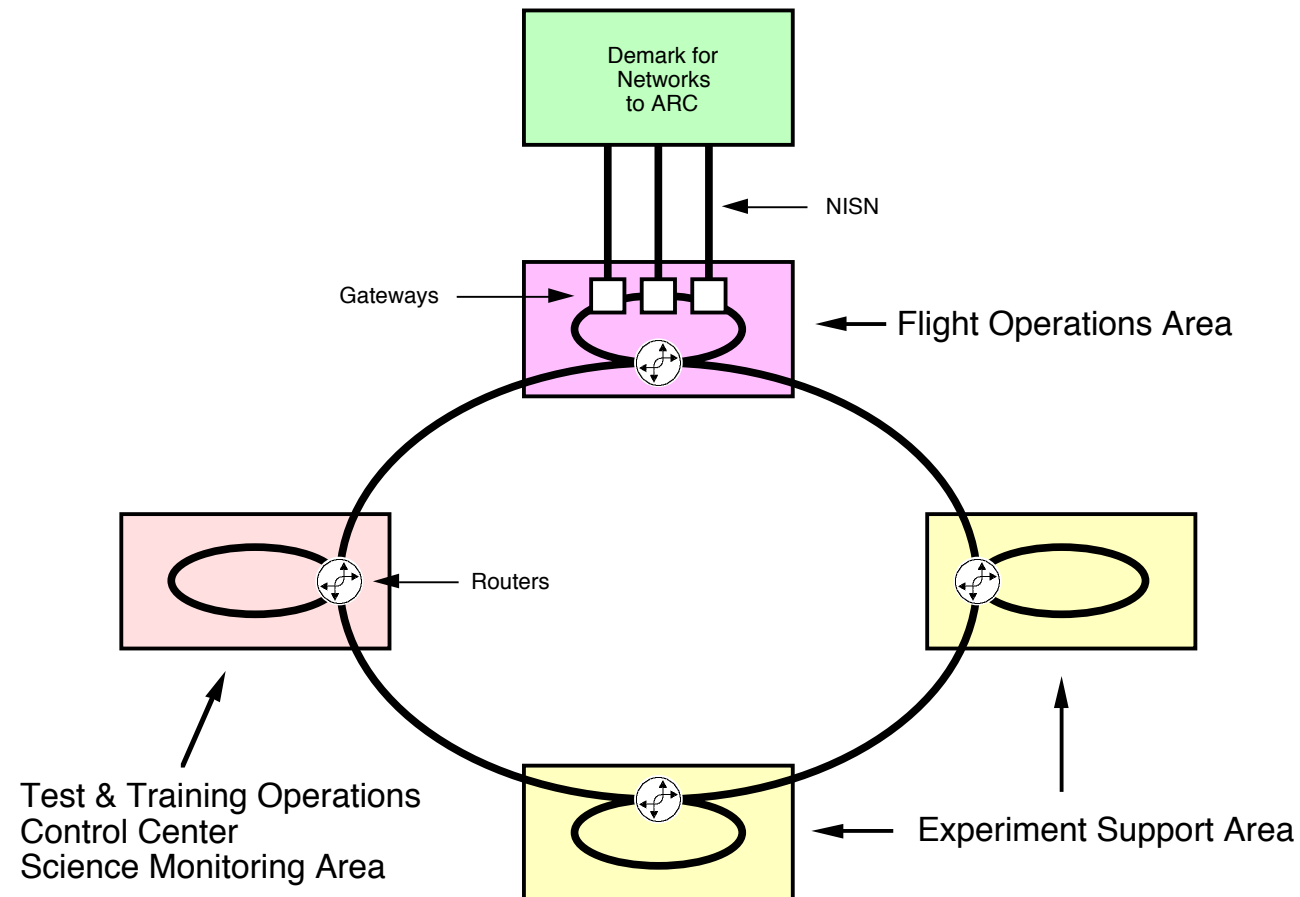 Demark for
Networks
to ARC
NISN
Gateways
Flight Operations Area
Routers
Test & Training Operations
Control Center
Science Monitoring Area
Experiment Support Area